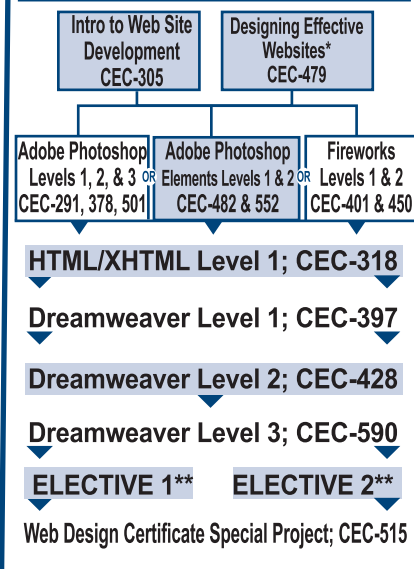 Intro to Web Site
Development
CEC-305
Designing Effective
Websites*
CEC-479
Adobe Photoshop
Levels 1, 2, & 3
CEC-291, 378, 501
OR
Adobe Photoshop
Elements Levels 1 & 2
CEC-482 & 552
OR
Fireworks
Levels 1 & 2
CEC-401 & 450
HTML/XHTML Level 1; CEC-318
Dreamweaver Level 1; CEC-397
Dreamweaver Level 2; CEC-428
Dreamweaver Level 3; CEC-590
ELECTIVE 1** ELECTIVE 2**
Web Design Certificate Special Project; CEC-515